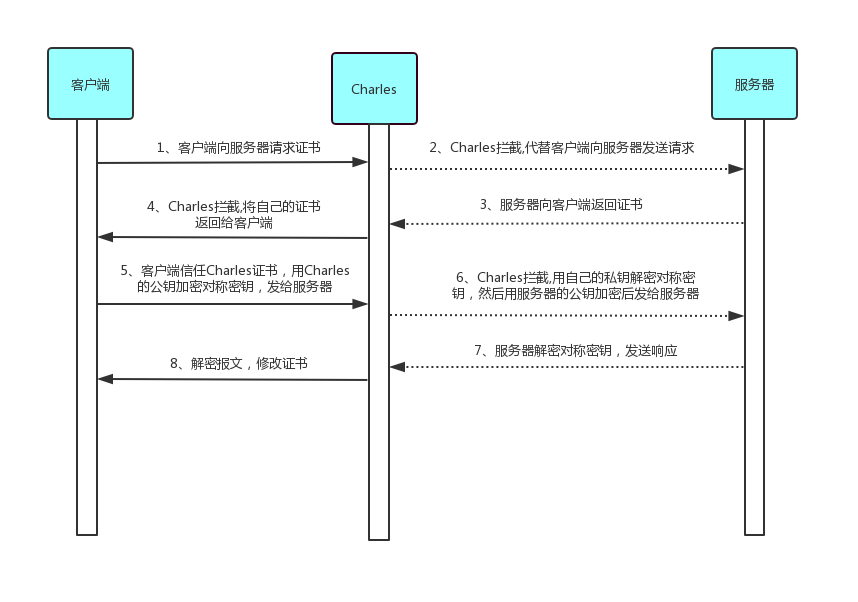 客户端
Charles
服务器
1、客户端向服务器请求证书
2、Charles拦截,代替客户端向服务器发送请求
3、服务器向客户端返回证书
4、Charles拦截,将自己的证书
返回给客户端
5、客户端信任Charles证书，用Charles
的公钥加密对称密钥，发给服务器
6、Charles拦截,用自己的私钥解密对称密
钥，然后用服务器的公钥加密后发给服务器
7、服务器解密对称密钥，发送响应
8、解密报文，修改证书